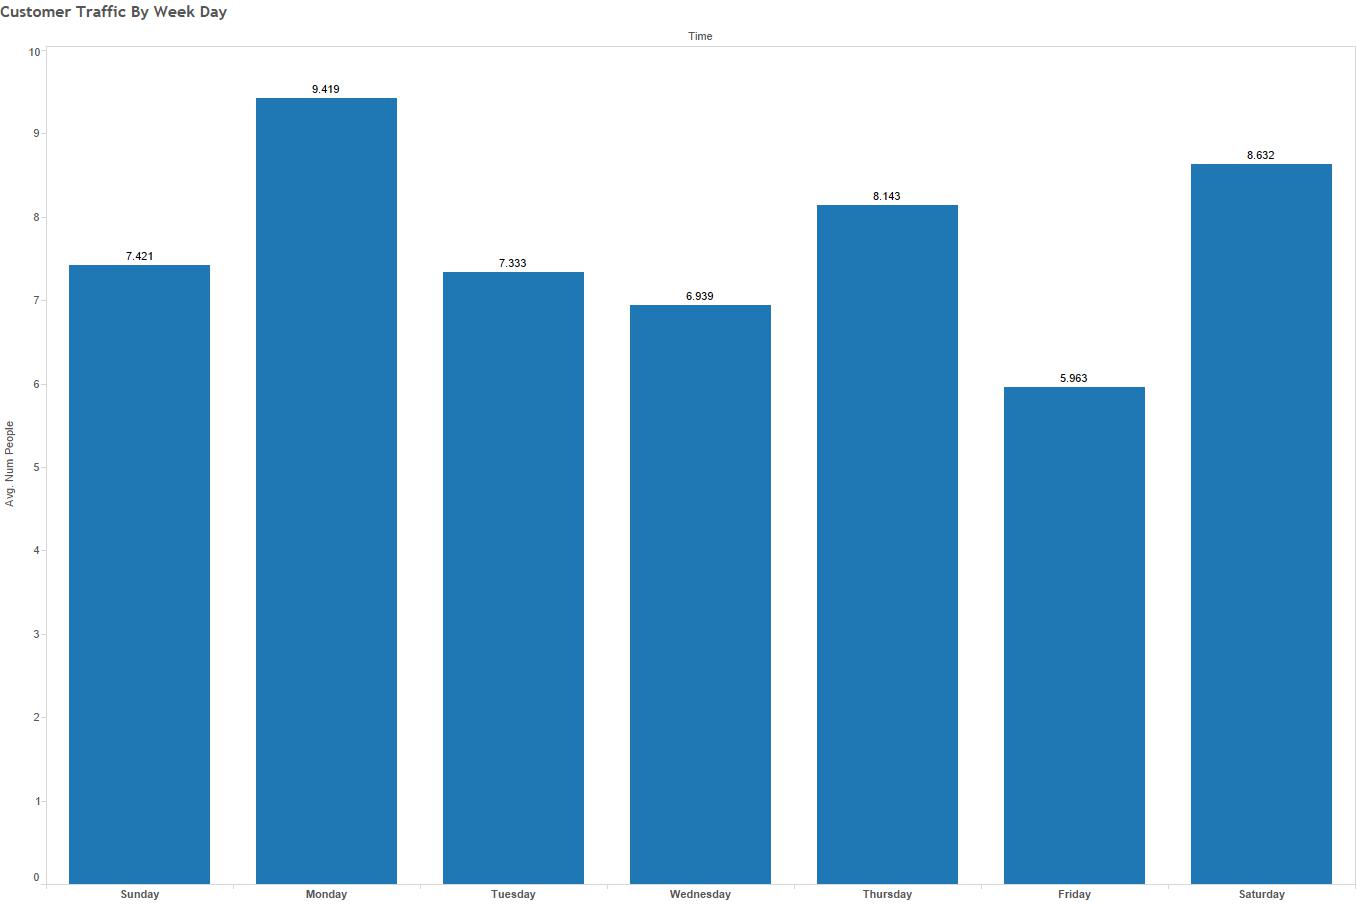 Customer Traffic By Week Day
Time
10
9
8
7
6
5
4
3
2
1
0
Avg. Num People
7.421
9.419
7.333
6.939
8.143
5.963
8.632
Sunday
Monday
Tuesday
Wednesday
Thursday
Friday
Saturday